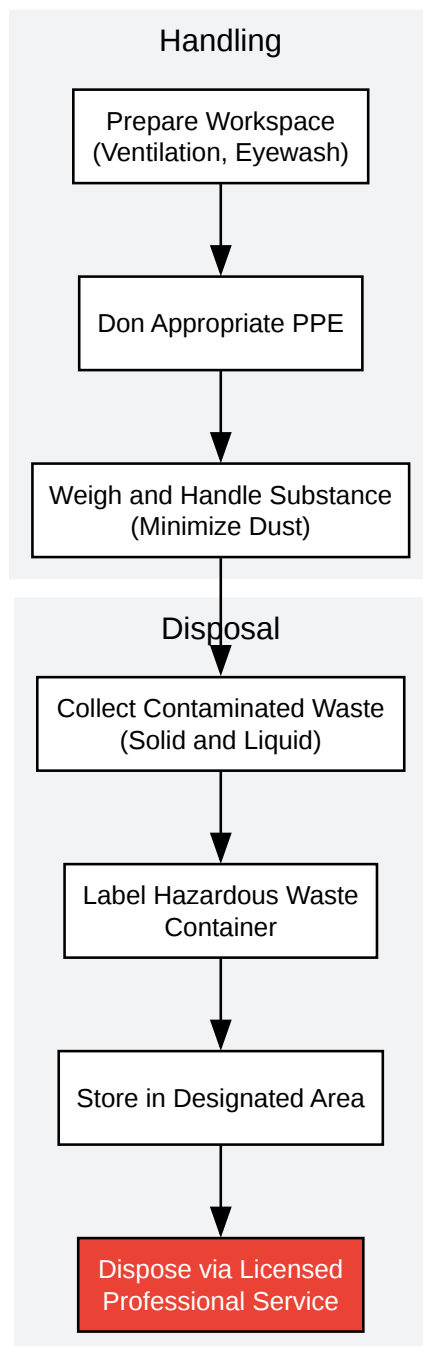 Handling
Prepare Workspace
(Ventilation, Eyewash)
Don Appropriate PPE
Weigh and Handle Substance
(Minimize Dust)
Disposal
Collect Contaminated Waste
(Solid and Liquid)
Label Hazardous Waste
Container
Store in Designated Area
Dispose via Licensed
Professional Service